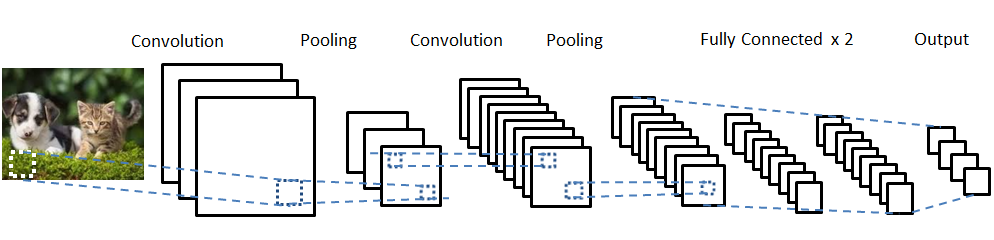 Convolution
Pooling
Convolution
Pooling
Fully Connected x 2
Output